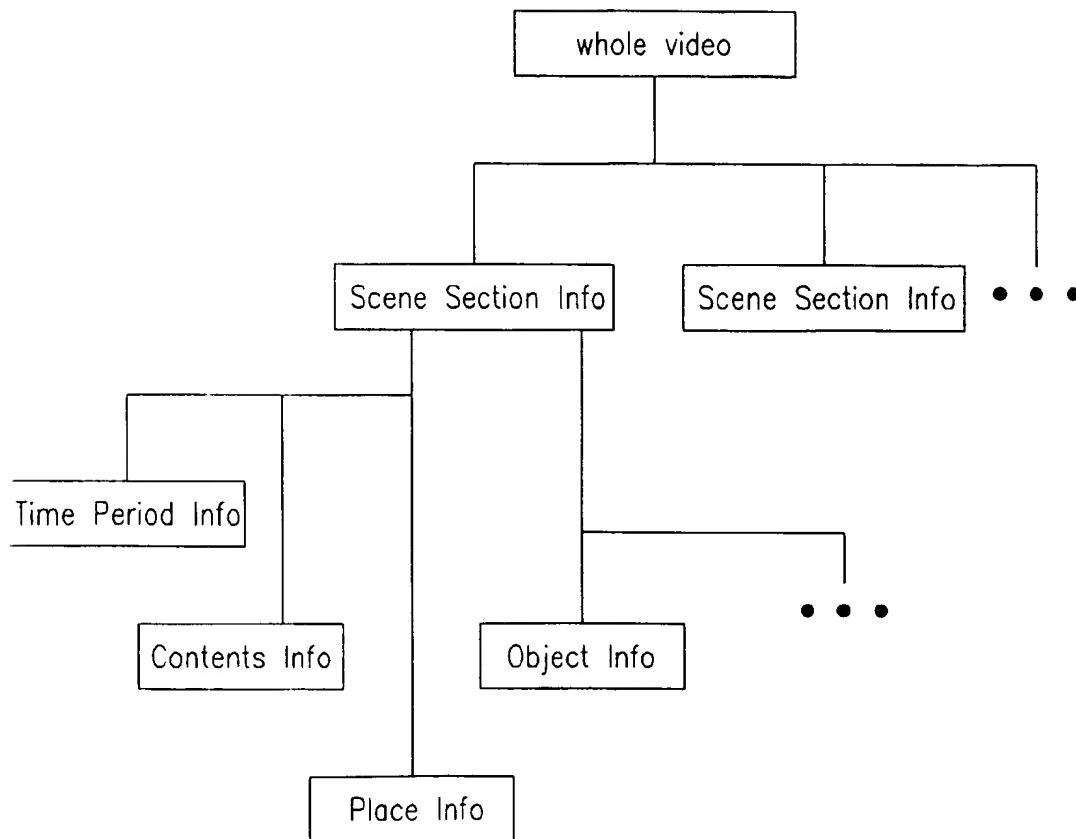 whole video
Scene Section Info
Scene Section Info
Time Period Info
Contents Info
Object Info
Place Info